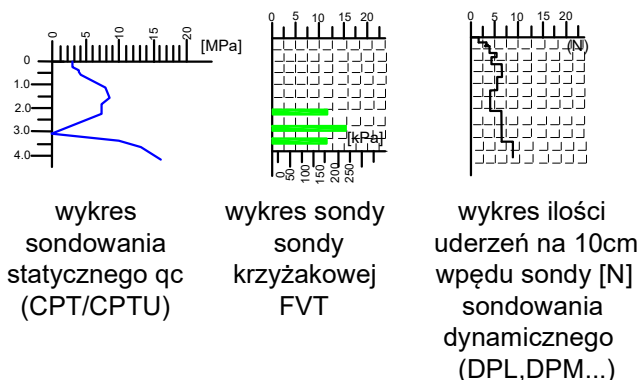 0 5 10 15 20 [MPa]
0
1.0
2.0
3.0
4.0
wykres
sondowania
statycznego qc
(CPT/CPTU)
0 5 10 15 20
[kPa]
0 50 100 150 200 250
wykres sondy
sondy
krzyżakowej
FVT
0 5 10 15 20
(N)
wykres ilości
uderzeń na 10cm
wpędu sondy [N]
sondowania
dynamicznego
(DPL,DPM...)